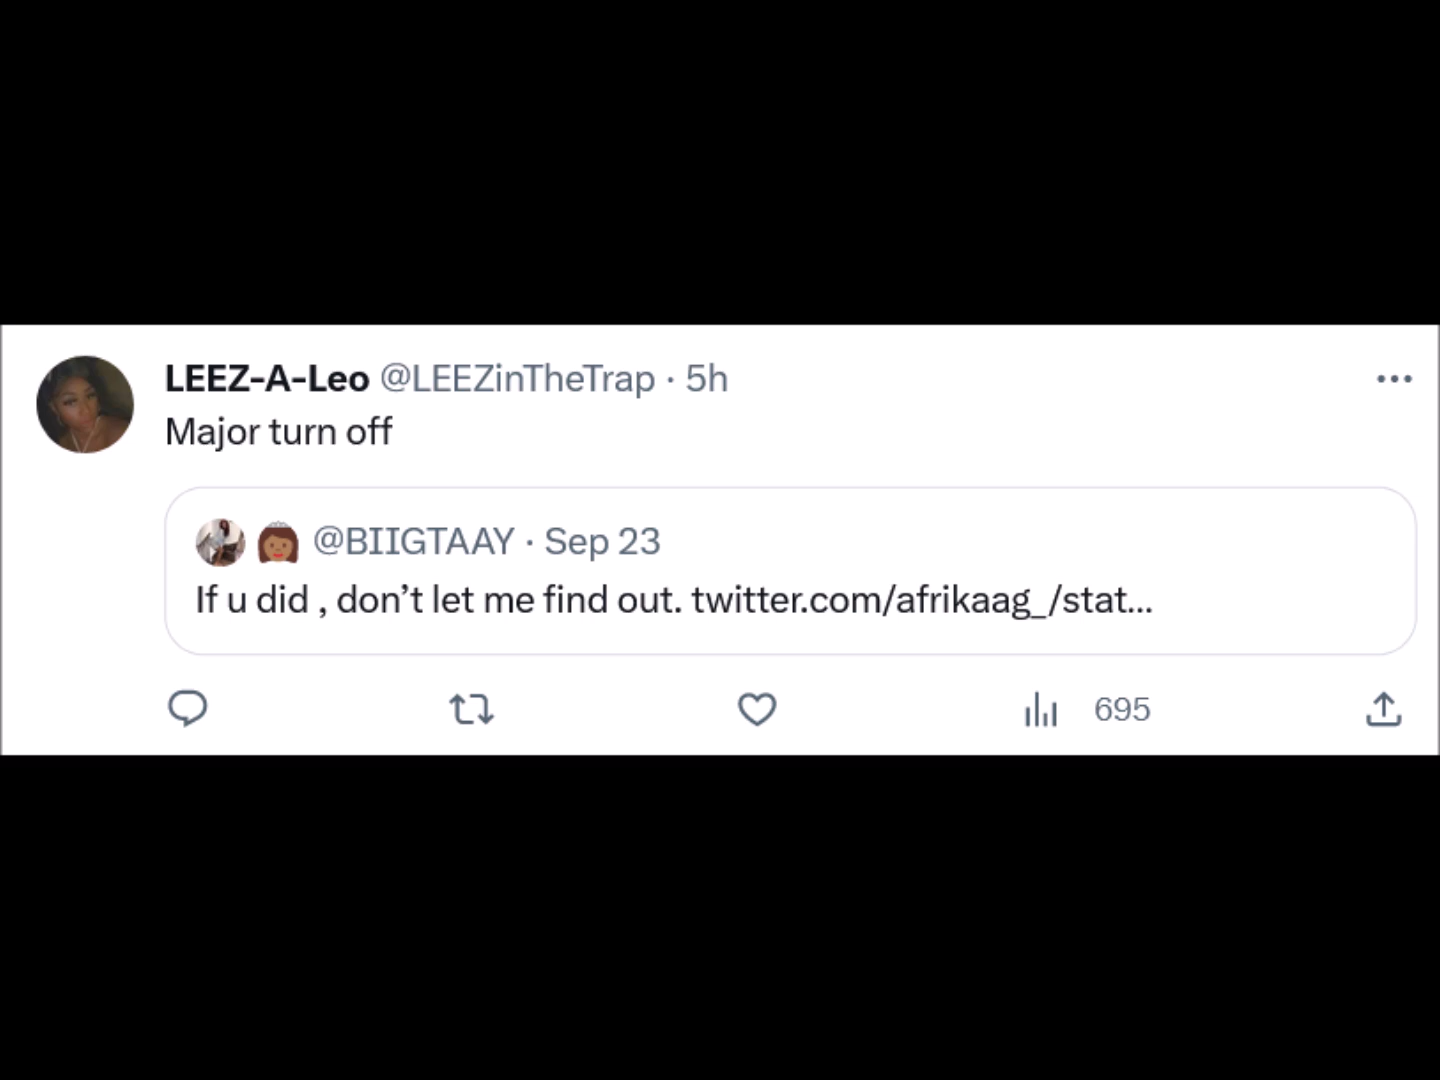 LEEZ-A-Leo @LEEZinTheTrap · 5h
Major turn off
@BIIGTAAY · Sep 23
If u did , don’t let me find out. twitter.com/afrikaag_/stat...
695